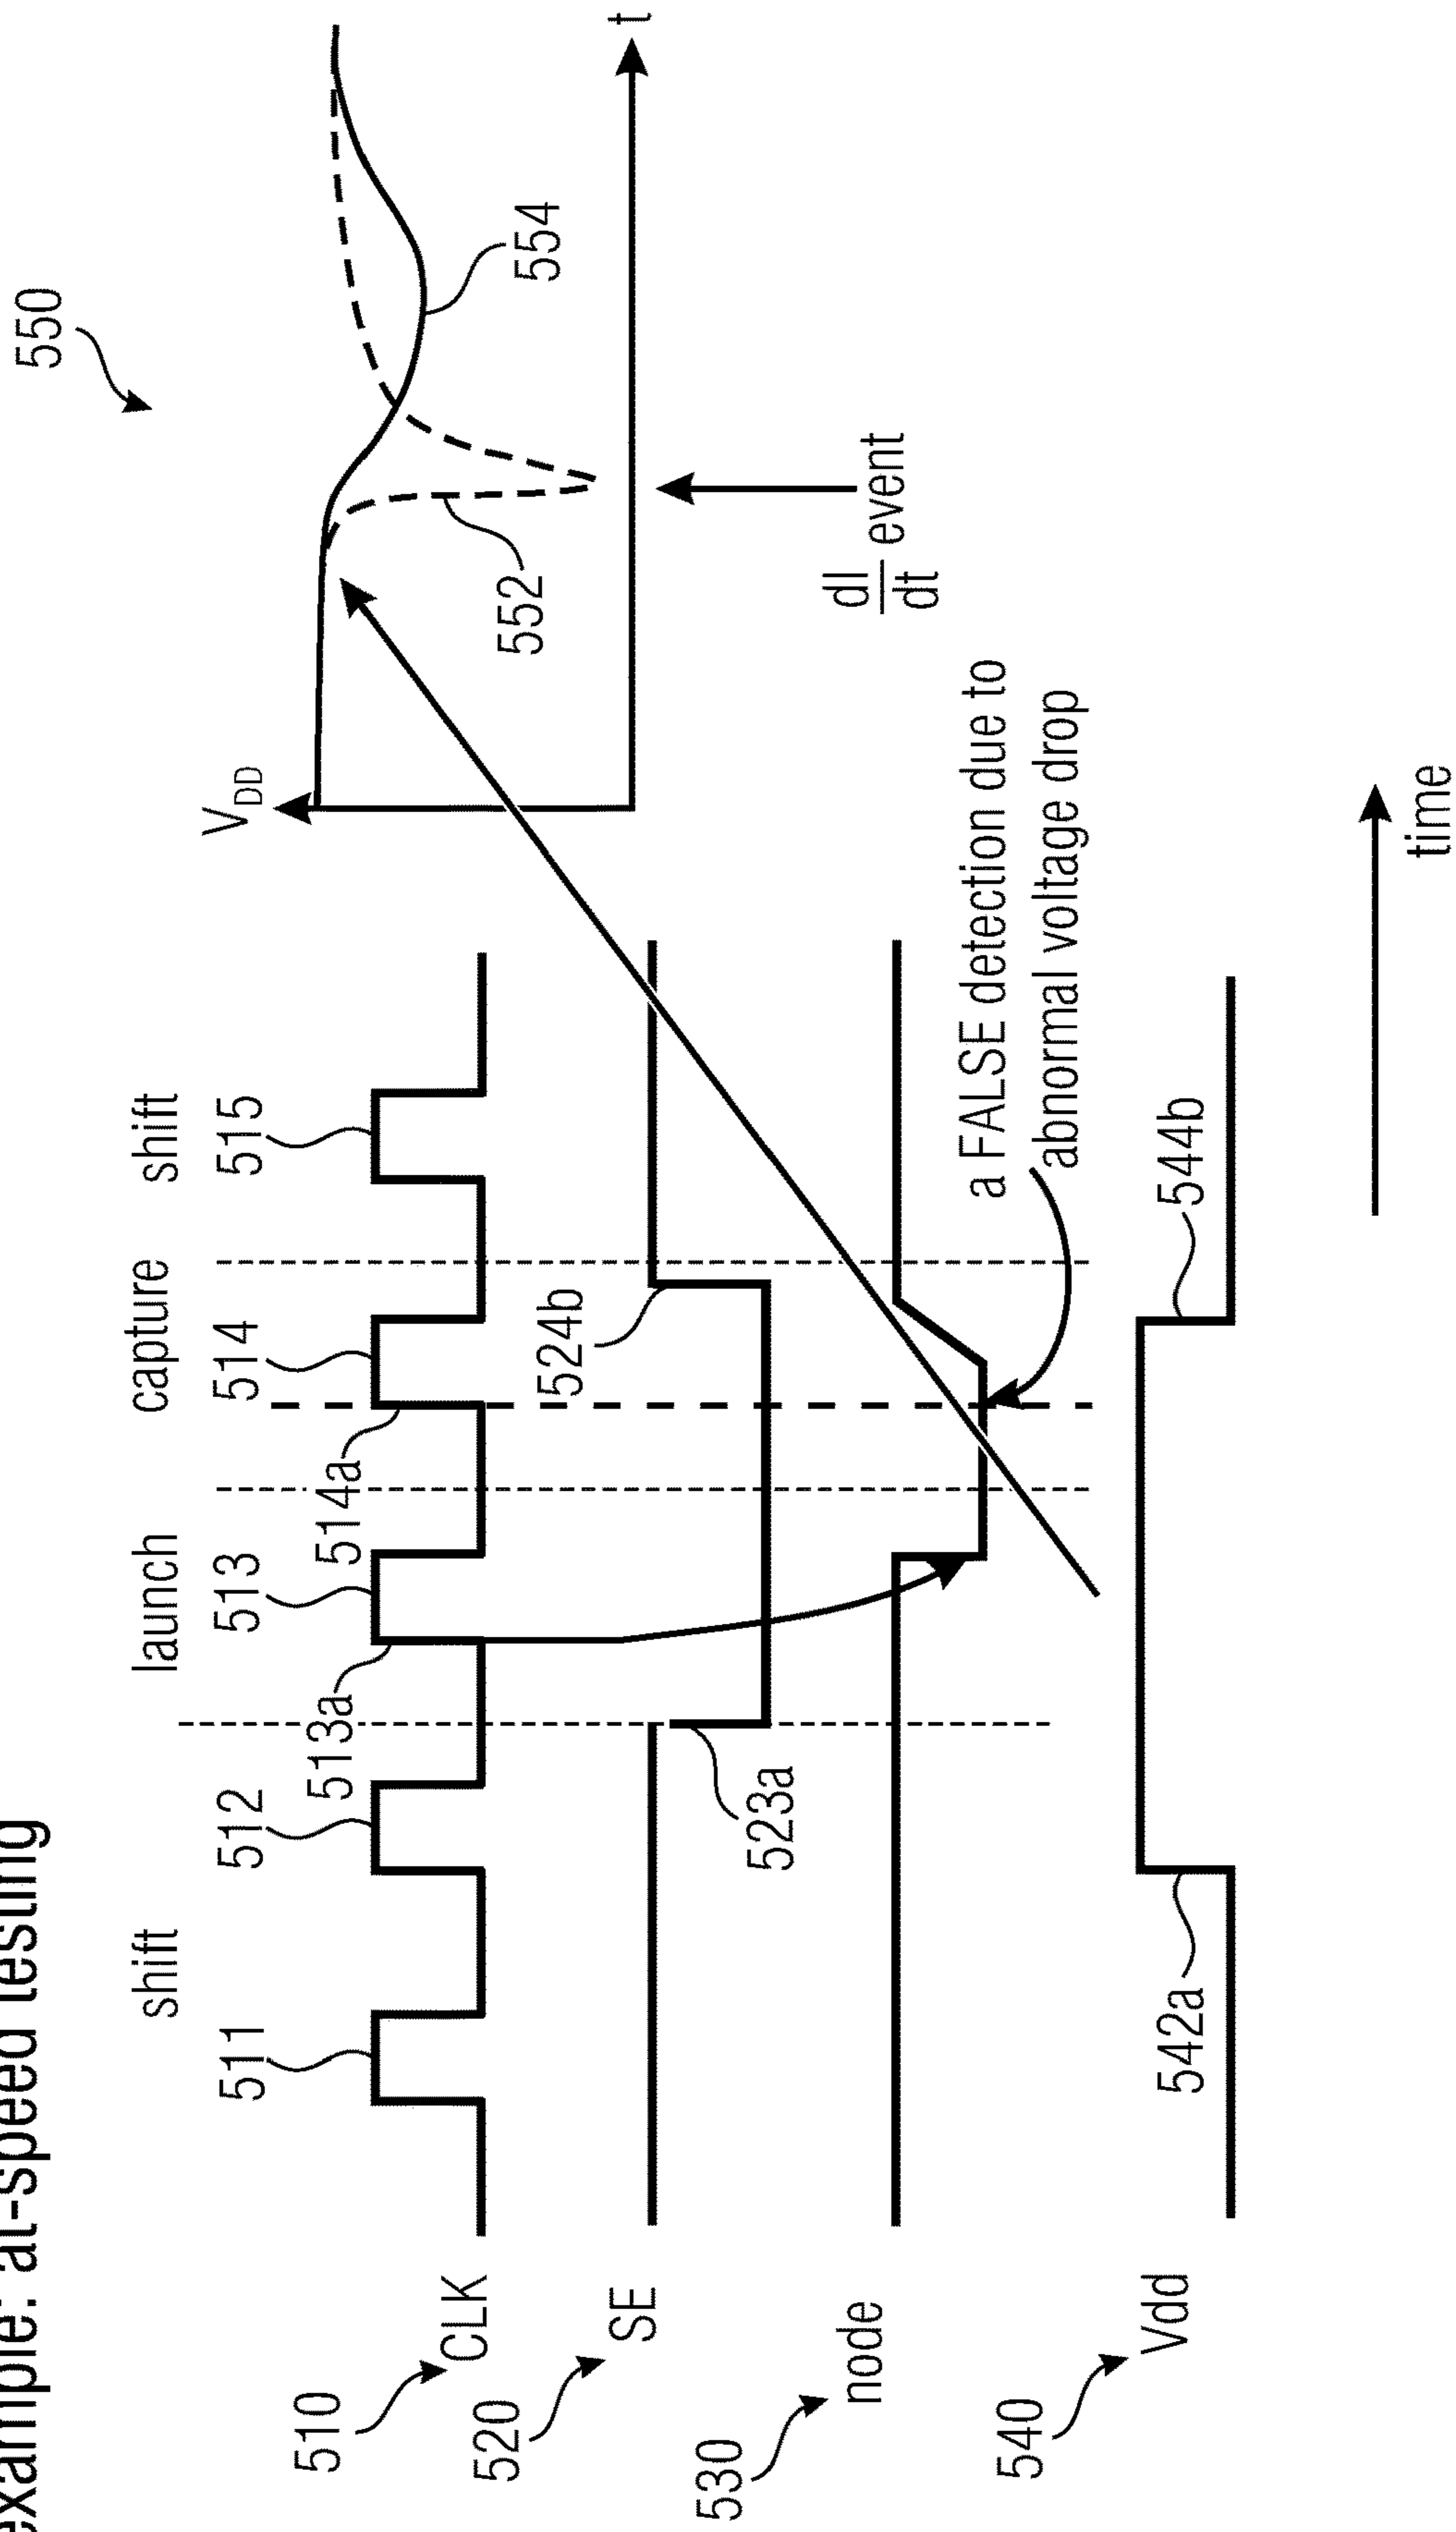 example: at-speed testing
550
shift
launch
capture
shift
510
511
512
513
514
515
513a
514a
CLK
520
SE
523a
524b
530
node
a FALSE detection due to
abnormal voltage drop
540
Vdd
542a
544b
time
VDD
552
554
t
dI
dt
event